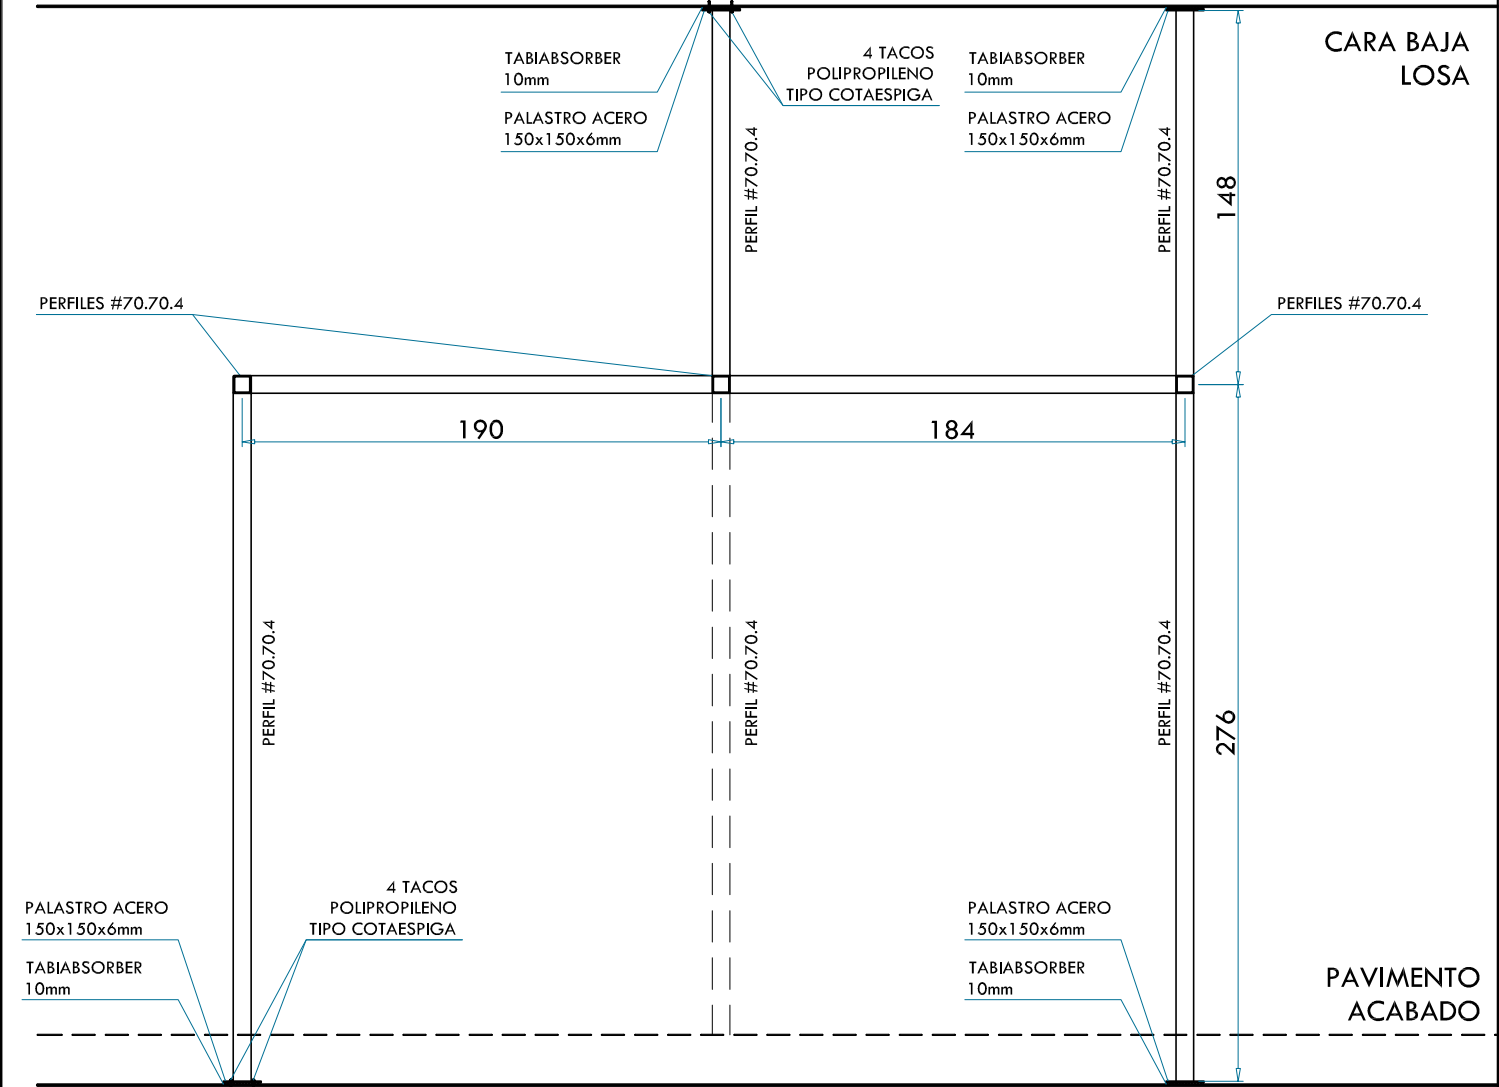 CARA BAJA
LOSA
TABIABSORBER
10mm
PALASTRO ACERO
150x150x6mm
4 TACOS
POLIPROPILENO
TIPO COTAESPIGA
TABIABSORBER
10mm
PALASTRO ACERO
150x150x6mm
PERFIL #70.70.4
PERFIL #70.70.4
148
PERFILES #70.70.4
PERFILES #70.70.4
190
184
PERFIL #70.70.4
PERFIL #70.70.4
PERFIL #70.70.4
276
PALASTRO ACERO
150x150x6mm
TABIABSORBER
10mm
4 TACOS
POLIPROPILENO
TIPO COTAESPIGA
PALASTRO ACERO
150x150x6mm
TABIABSORBER
10mm
PAVIMENTO
ACABADO